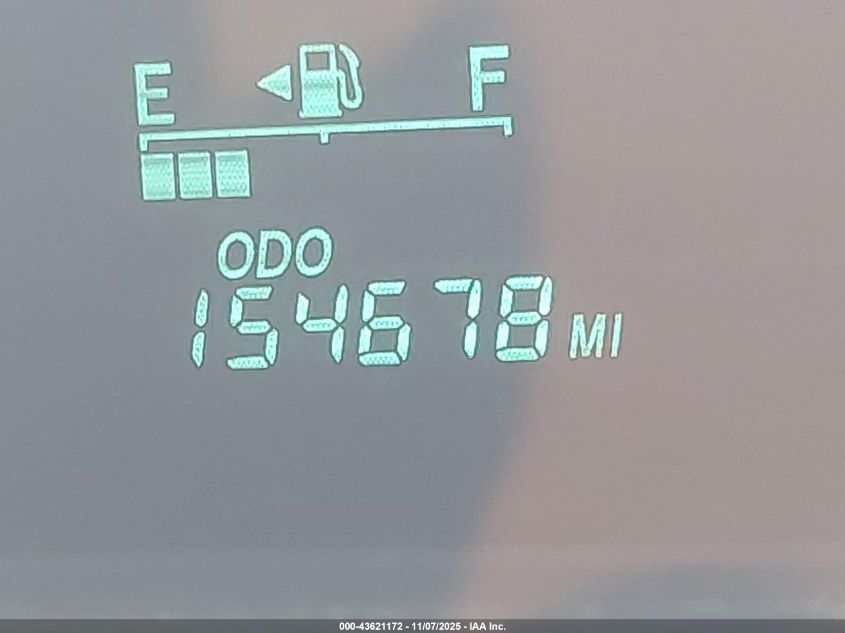 E F
ODO
154678 MI
000-43621172 - 11/07/2025 - IAA Inc.